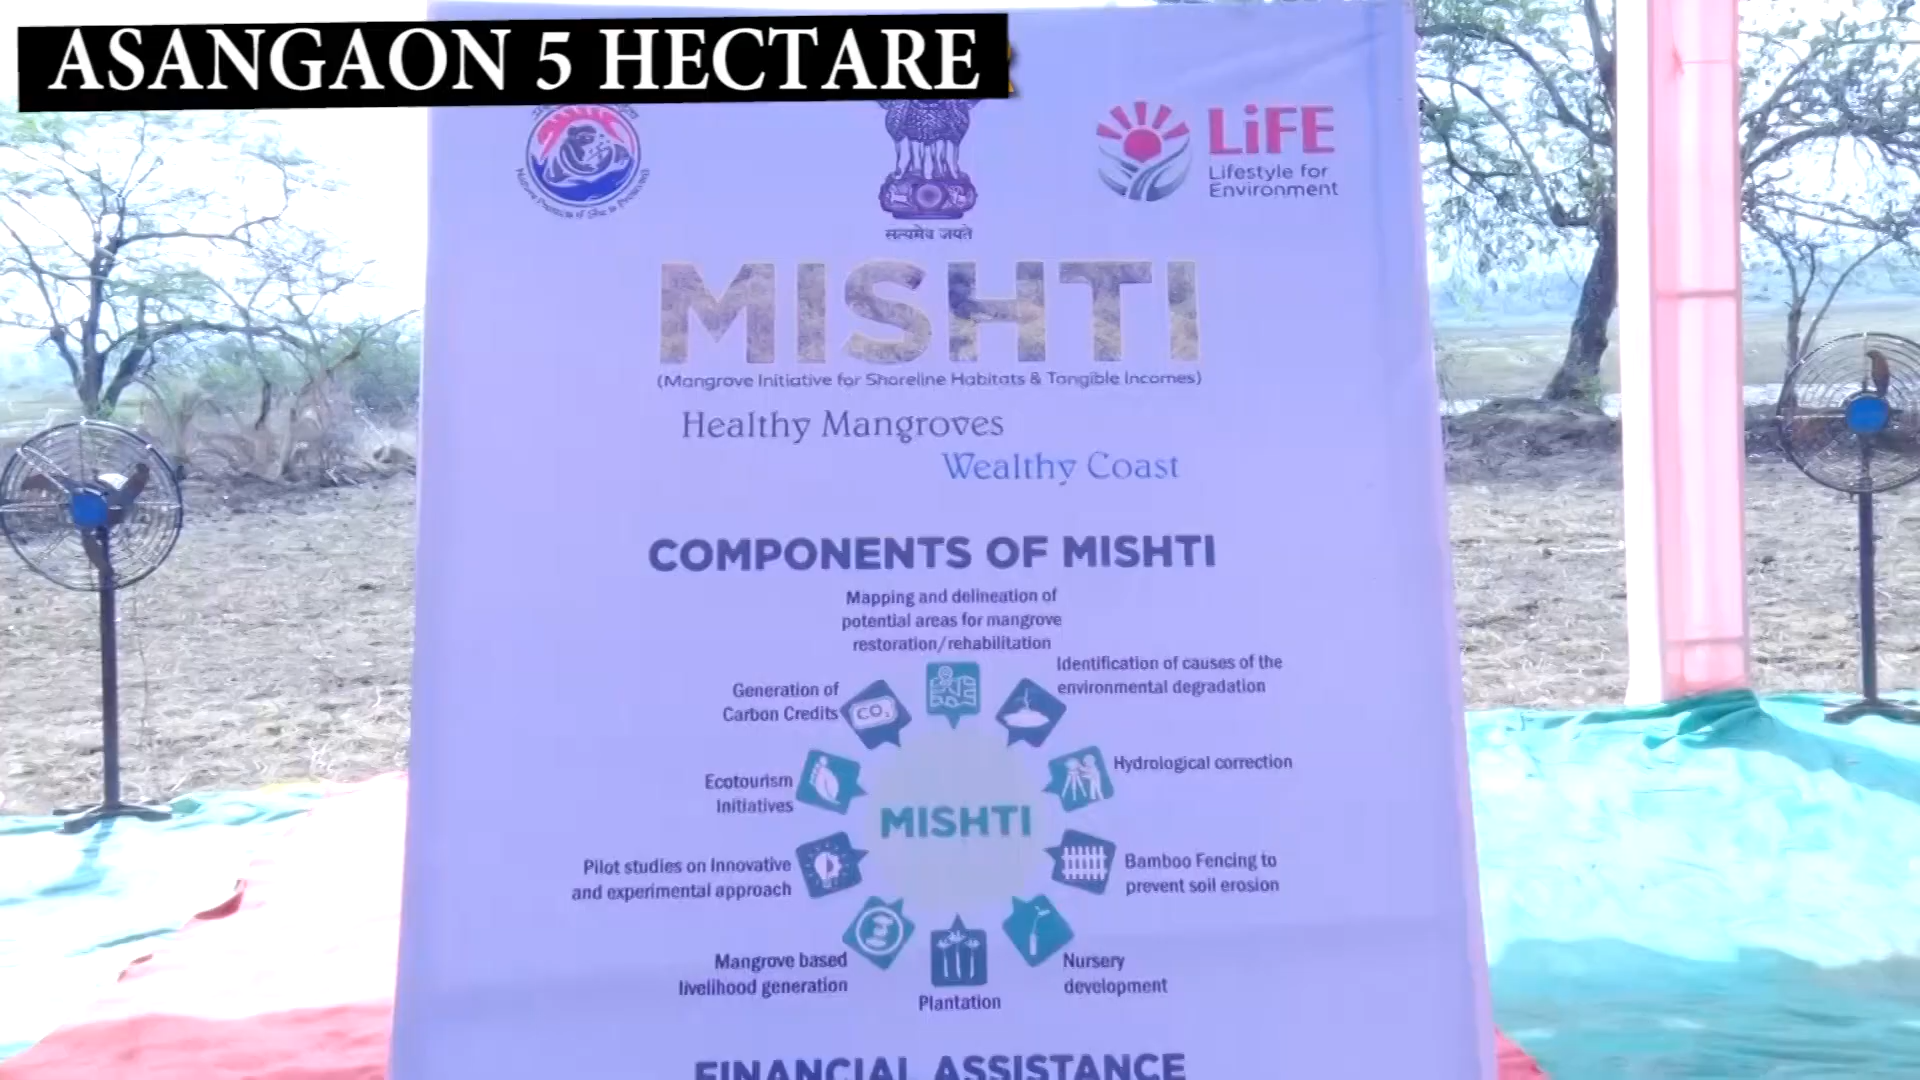 ASANGAON 5 HECTARE
LiFE
Lifestyle for
Environment
सत्यमेव जयते
MISHTI
(Mangrove Initiative for Shoreline Habitats & Tangible Incomes)
Healthy Mangroves
Wealthy Coast
COMPONENTS OF MISHTI
Mapping and delineation of
potential areas for mangrove
restoration/rehabilitation
Identification of causes of the
environmental degradation
Generation of
Carbon Credits
CO2
Hydrological correction
Ecotourism
Initiatives
MISHTI
Bamboo Fencing to
prevent soil erosion
Pilot studies on Innovative
and experimental approach
Mangrove based
livelihood generation
Nursery
development
Plantation
FINANCIAL ASSISTANCE